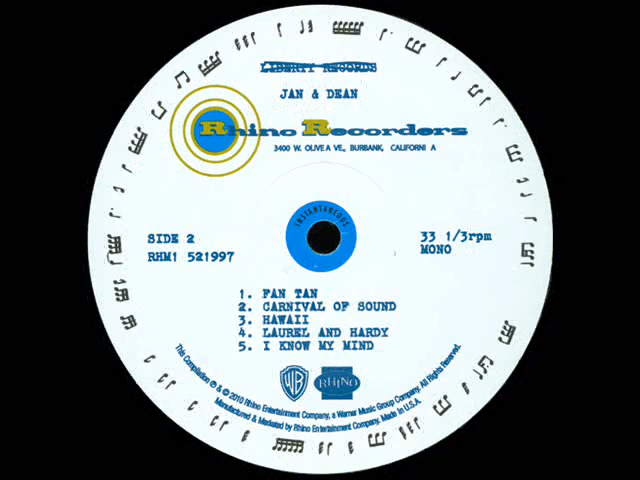 LIBERTY RECORDS
JAN & DEAN
Rhino Recorders
3400 W. OLIVE A VE., BURBANK, CALIFORNI A
INSTANTANEOUS
SIDE 2
RHM1 521997
33 1/3rpm
MONO
1. FAN TAN
2. CARNIVAL OF SOUND
3. HAWAII
4. LAUREL AND HARDY
5. I KNOW MY MIND
WB
RHINO
This Compilation ℗ & © 2010 Rhino Entertainment Company, a Warner Music Group Company. All Rights Reserved.
Manufactured & Marketed by Rhino Entertainment Company. Made in U.S.A.